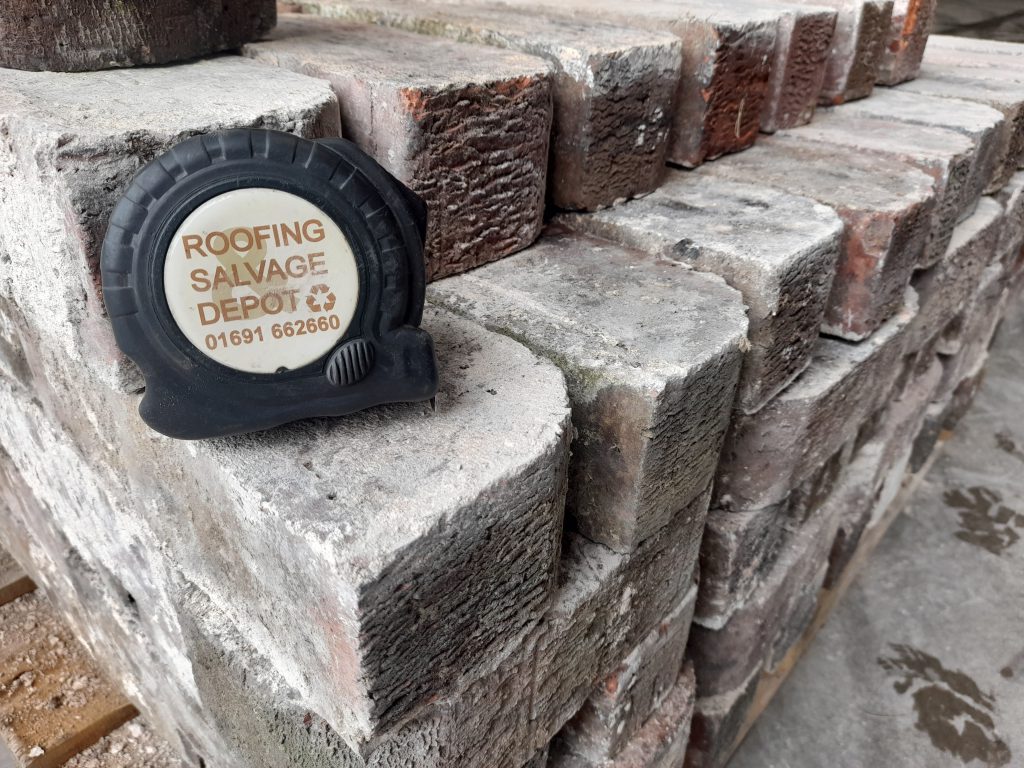 ROOFING
SALVAGE
DEPOT
01691 662660